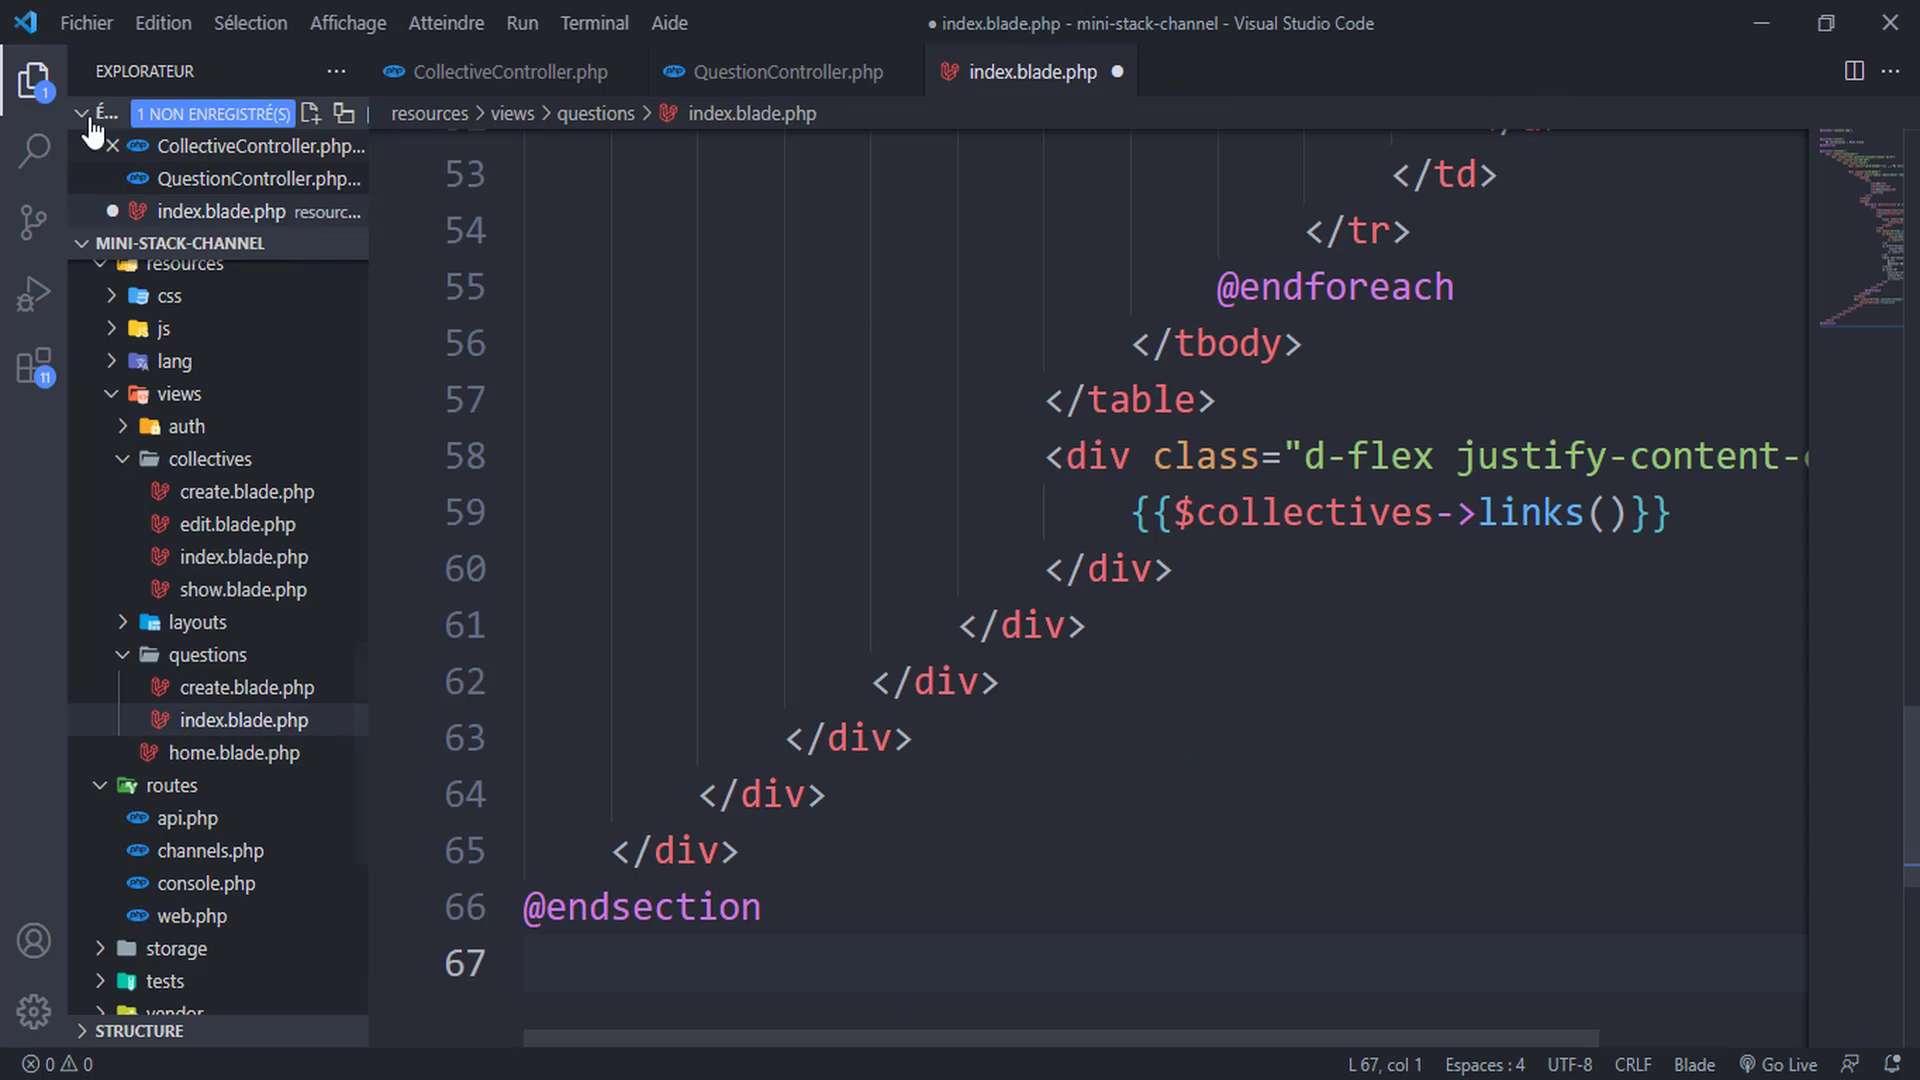 Fichier Edition Sélection Affichage Atteindre Run Terminal Aide
● index.blade.php - mini-stack-channel - Visual Studio Code
EXPLORATEUR
CollectiveController.php
QuestionController.php
index.blade.php
É... 1 NON ENREGISTRÉ(S)
resources > views > questions > index.blade.php
CollectiveController.php...
QuestionController.php...
index.blade.php resourc...
MINI-STACK-CHANNEL
resources
css
js
lang
views
auth
collectives
create.blade.php
edit.blade.php
index.blade.php
show.blade.php
layouts
questions
create.blade.php
index.blade.php
home.blade.php
routes
api.php
channels.php
console.php
web.php
storage
tests
vendor
STRUCTURE
1
11
53 </td>
54 </tr>
55 @endforeach
56 </tbody>
57 </table>
58 <div class="d-flex justify-content-
59 {{$collectives->links()}}
60 </div>
61 </div>
62 </div>
63 </div>
64 </div>
65 </div>
66 @endsection
67
0 0
L 67, col 1 Espaces : 4 UTF-8 CRLF Blade Go Live